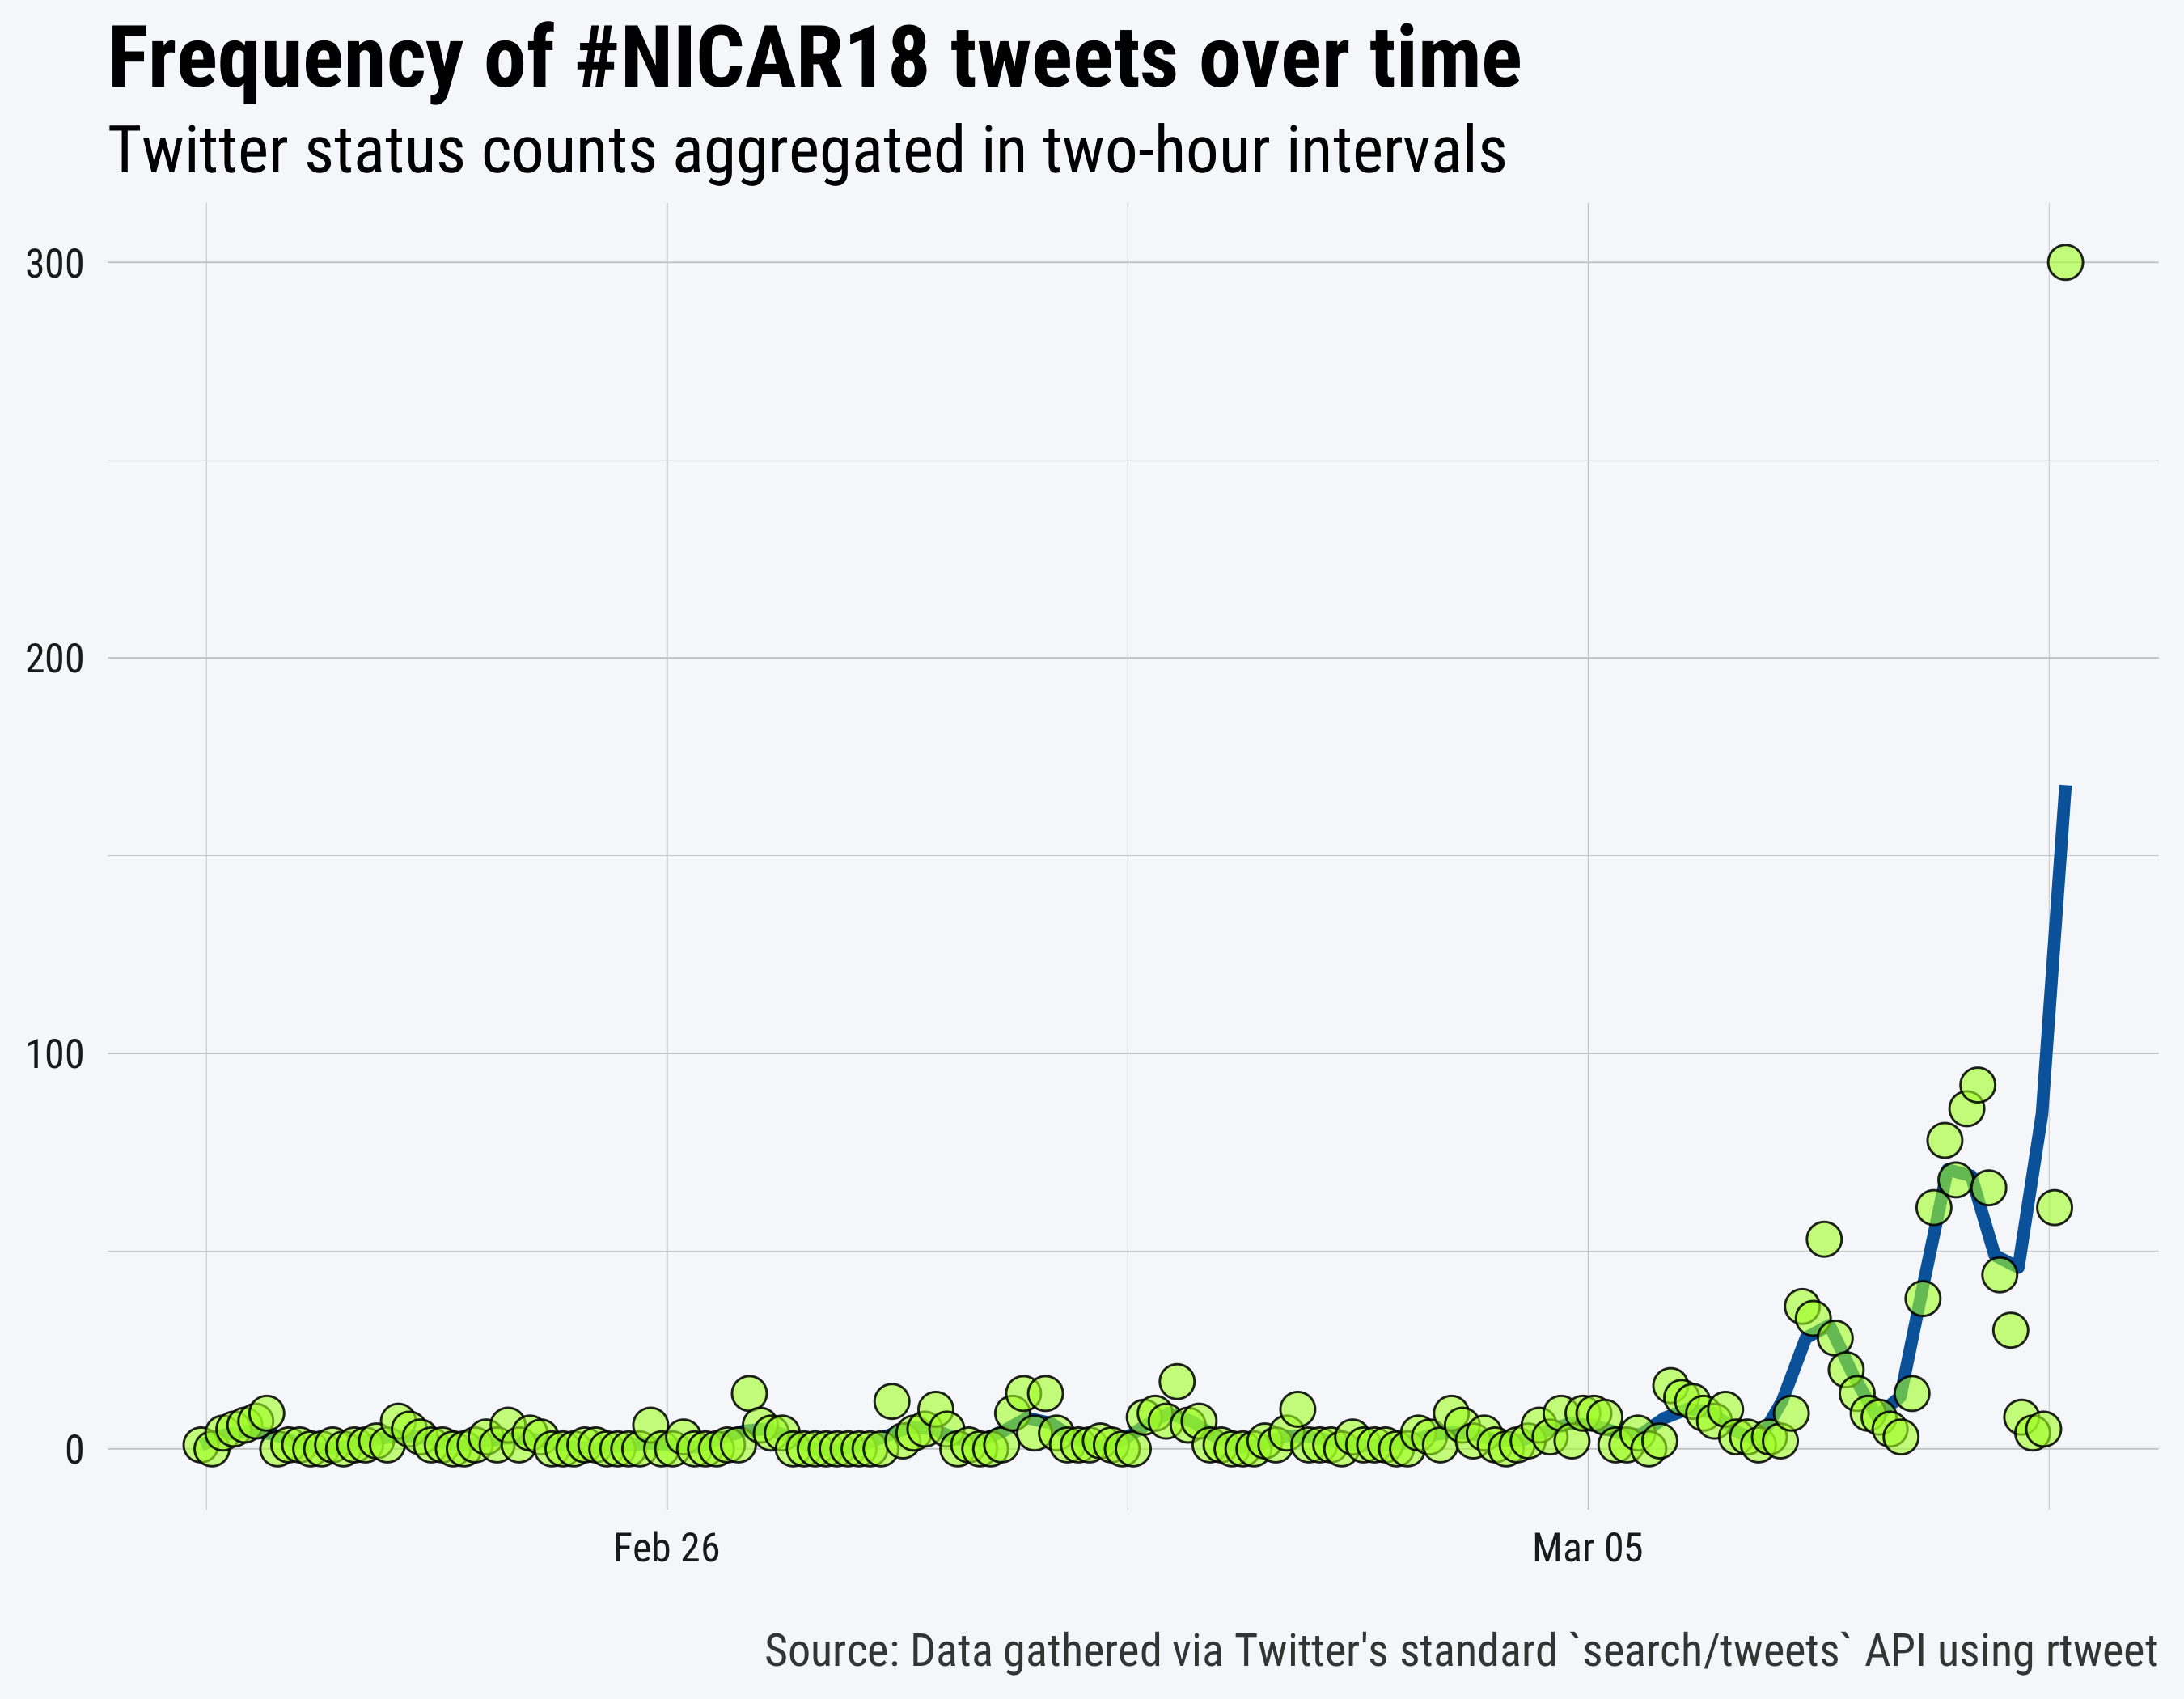 Frequency of #NICAR18 tweets over time
Twitter status counts aggregated in two-hour intervals
300
200
100
0
Feb 26
Mar 05
Source: Data gathered via Twitter's standard `search/tweets` API using rtweet